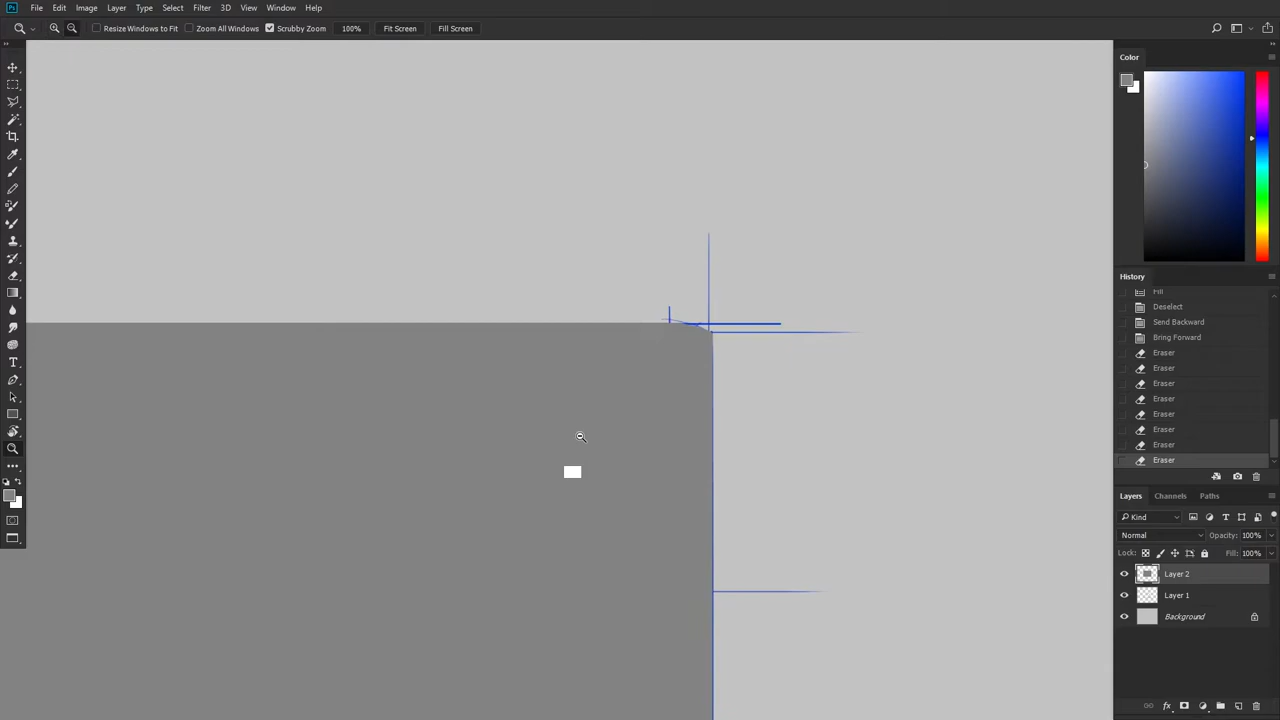 Ps File Edit Image Layer Type Select Filter 3D View Window Help
Resize Windows to Fit Zoom All Windows Scrubby Zoom 100% Fit Screen Fill Screen
Color
History
Fill
Deselect
Send Backward
Bring Forward
Eraser
Eraser
Eraser
Eraser
Eraser
Eraser
Eraser
Eraser
Layers Channels Paths
Kind
Normal Opacity: 100%
Lock: Fill: 100%
Layer 2
Layer 1
Background